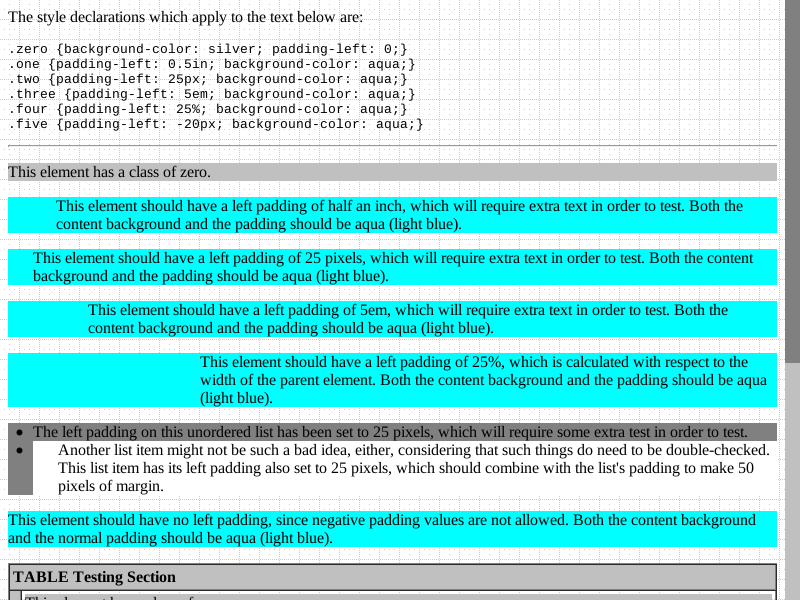 The style declarations which apply to the text below are:
.zero {background-color: silver; padding-left: 0;}
.one {padding-left: 0.5in; background-color: aqua;}
.two {padding-left: 25px; background-color: aqua;}
.three {padding-left: 5em; background-color: aqua;}
.four {padding-left: 25%; background-color: aqua;}
.five {padding-left: -20px; background-color: aqua;}
This element has a class of zero.
This element should have a left padding of half an inch, which will require extra text in order to test. Both the
content background and the padding should be aqua (light blue).
This element should have a left padding of 25 pixels, which will require extra text in order to test. Both the content
background and the padding should be aqua (light blue).
This element should have a left padding of 5em, which will require extra text in order to test. Both the
content background and the padding should be aqua (light blue).
This element should have a left padding of 25%, which is calculated with respect to the
width of the parent element. Both the content background and the padding should be aqua
(light blue).
The left padding on this unordered list has been set to 25 pixels, which will require some extra test in order to test.
Another list item might not be such a bad idea, either, considering that such things do need to be double-checked.
This list item has its left padding also set to 25 pixels, which should combine with the list's padding to make 50
pixels of margin.
This element should have no left padding, since negative padding values are not allowed. Both the content background
and the normal padding should be aqua (light blue).
TABLE Testing Section